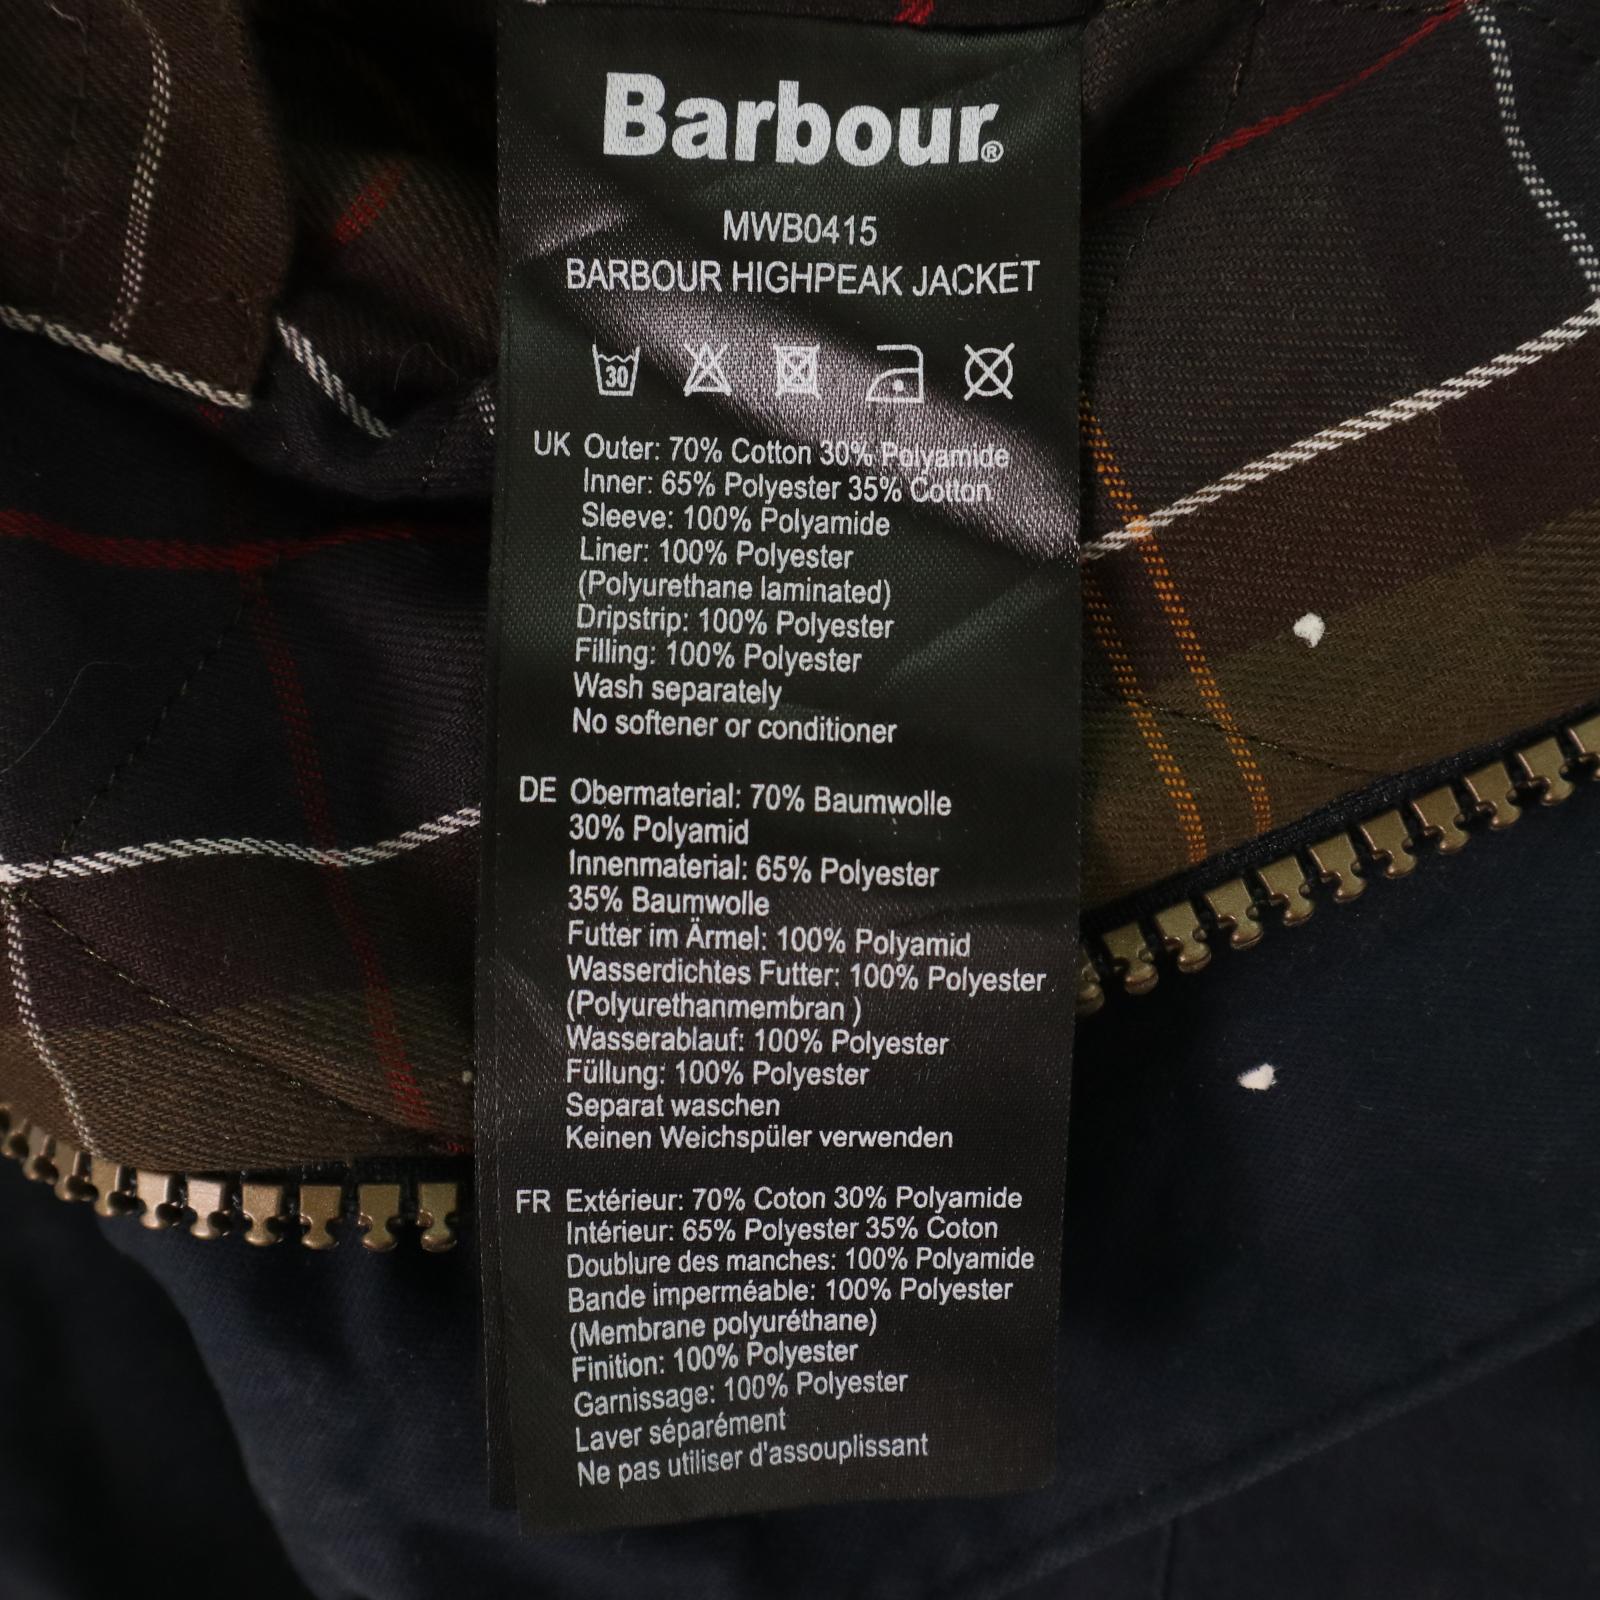 Barbour®
MWB0415
BARBOUR HIGHPEAK JACKET
30
UK Outer: 70% Cotton 30% Polyamide
Inner: 65% Polyester 35% Cotton
Sleeve: 100% Polyamide
Liner: 100% Polyester
(Polyurethane laminated)
Dripstrip: 100% Polyester
Filling: 100% Polyester
Wash separately
No softener or conditioner
DE Obermaterial: 70% Baumwolle
30% Polyamid
Innenmaterial: 65% Polyester
35% Baumwolle
Futter im Ärmel: 100% Polyamid
Wasserdichtes Futter: 100% Polyester
(Polyurethanmembran )
Wasserablauf: 100% Polyester
Füllung: 100% Polyester
Separat waschen
Keinen Weichspüler verwenden
FR Extérieur: 70% Coton 30% Polyamide
Intérieur: 65% Polyester 35% Coton
Doublure des manches: 100% Polyamide
Bande imperméable: 100% Polyester
(Membrane polyuréthane)
Finition: 100% Polyester
Garnissage: 100% Polyester
Laver séparément
Ne pas utiliser d'assouplissant